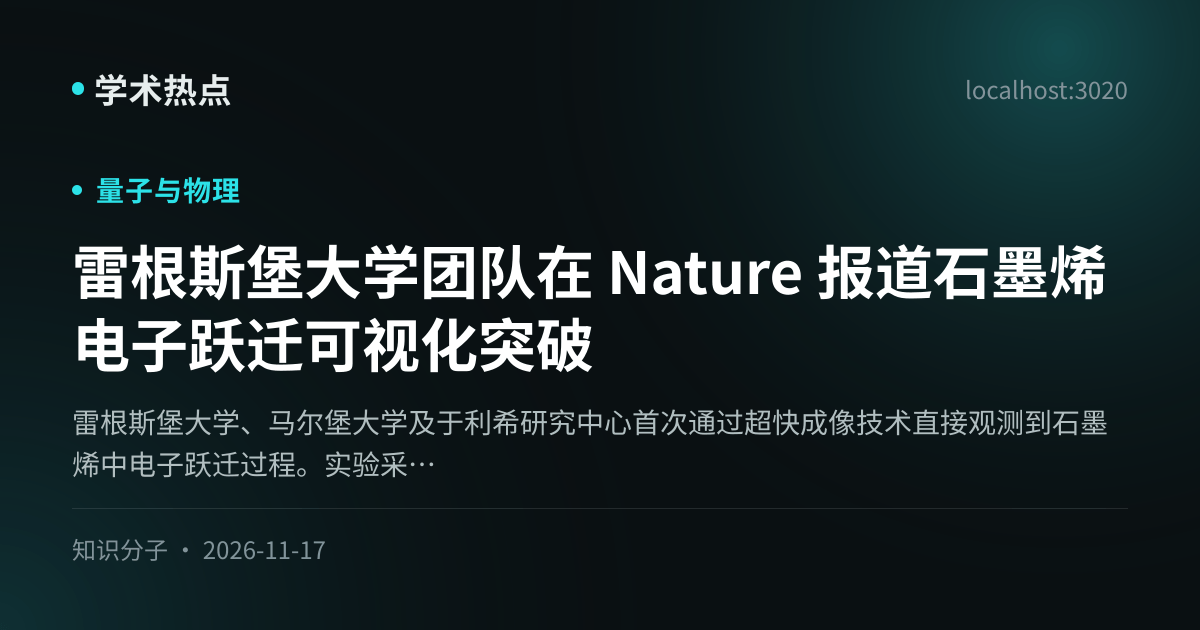 学术热点
localhost:3020
量子与物理
雷根斯堡大学团队在 Nature 报道石墨烯
电子跃迁可视化突破
雷根斯堡大学、马尔堡大学及于利希研究中心首次通过超快成像技术直接观测到石墨
烯中电子跃迁过程。实验采…
知识分子 · 2026-11-17